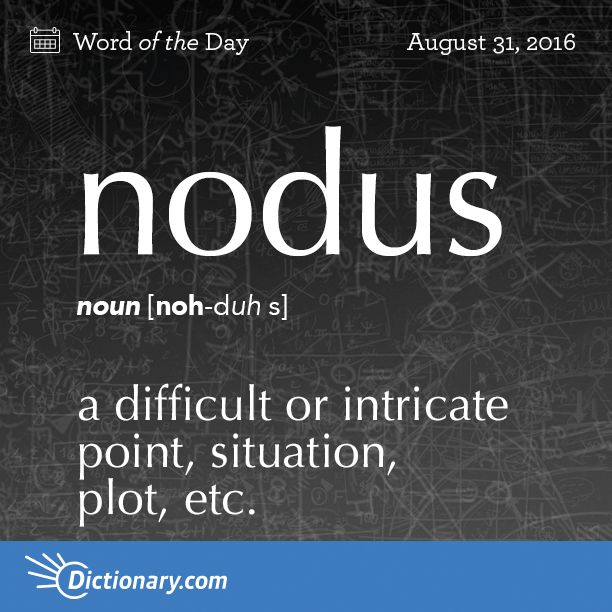 Word of the Day
August 31, 2016
nodus
noun [noh-duh s]
a difficult or intricate
point, situation,
plot, etc.
Dictionary.com